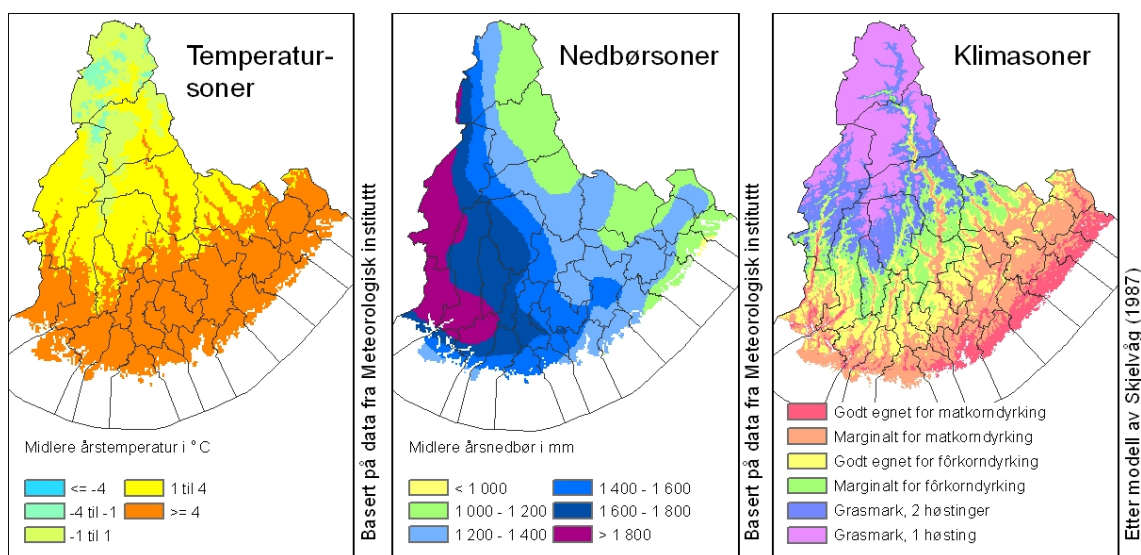 Temperatur-
soner
Midlere årstemperatur i °C
<= -4
-4 til -1
-1 til 1
1 til 4
>= 4
Basert på data fra Meteorologisk instituttt
Nedbørsoner
Midlere årsnedbør i mm
< 1 000
1 000 - 1 200
1 200 - 1 400
1 400 - 1 600
1 600 - 1 800
> 1 800
Basert på data fra Meteorologisk instituttt
Klimasoner
Godt egnet for matkorndyrking
Marginalt for matkorndyrking
Godt egnet for fôrkorndyrking
Marginalt for fôrkorndyrking
Grasmark, 2 høstinger
Grasmark, 1 høsting
Etter modell av Skjelvåg (1987)